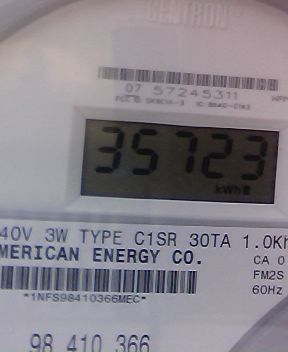 CENTRON
07 57245311
35723
kWh
40V 3W TYPE C1SR 30TA 1.0Kh
MERICAN ENERGY CO.
CA 0
FM2S
60Hz
*1NFS98410366MEC*
98 410 366